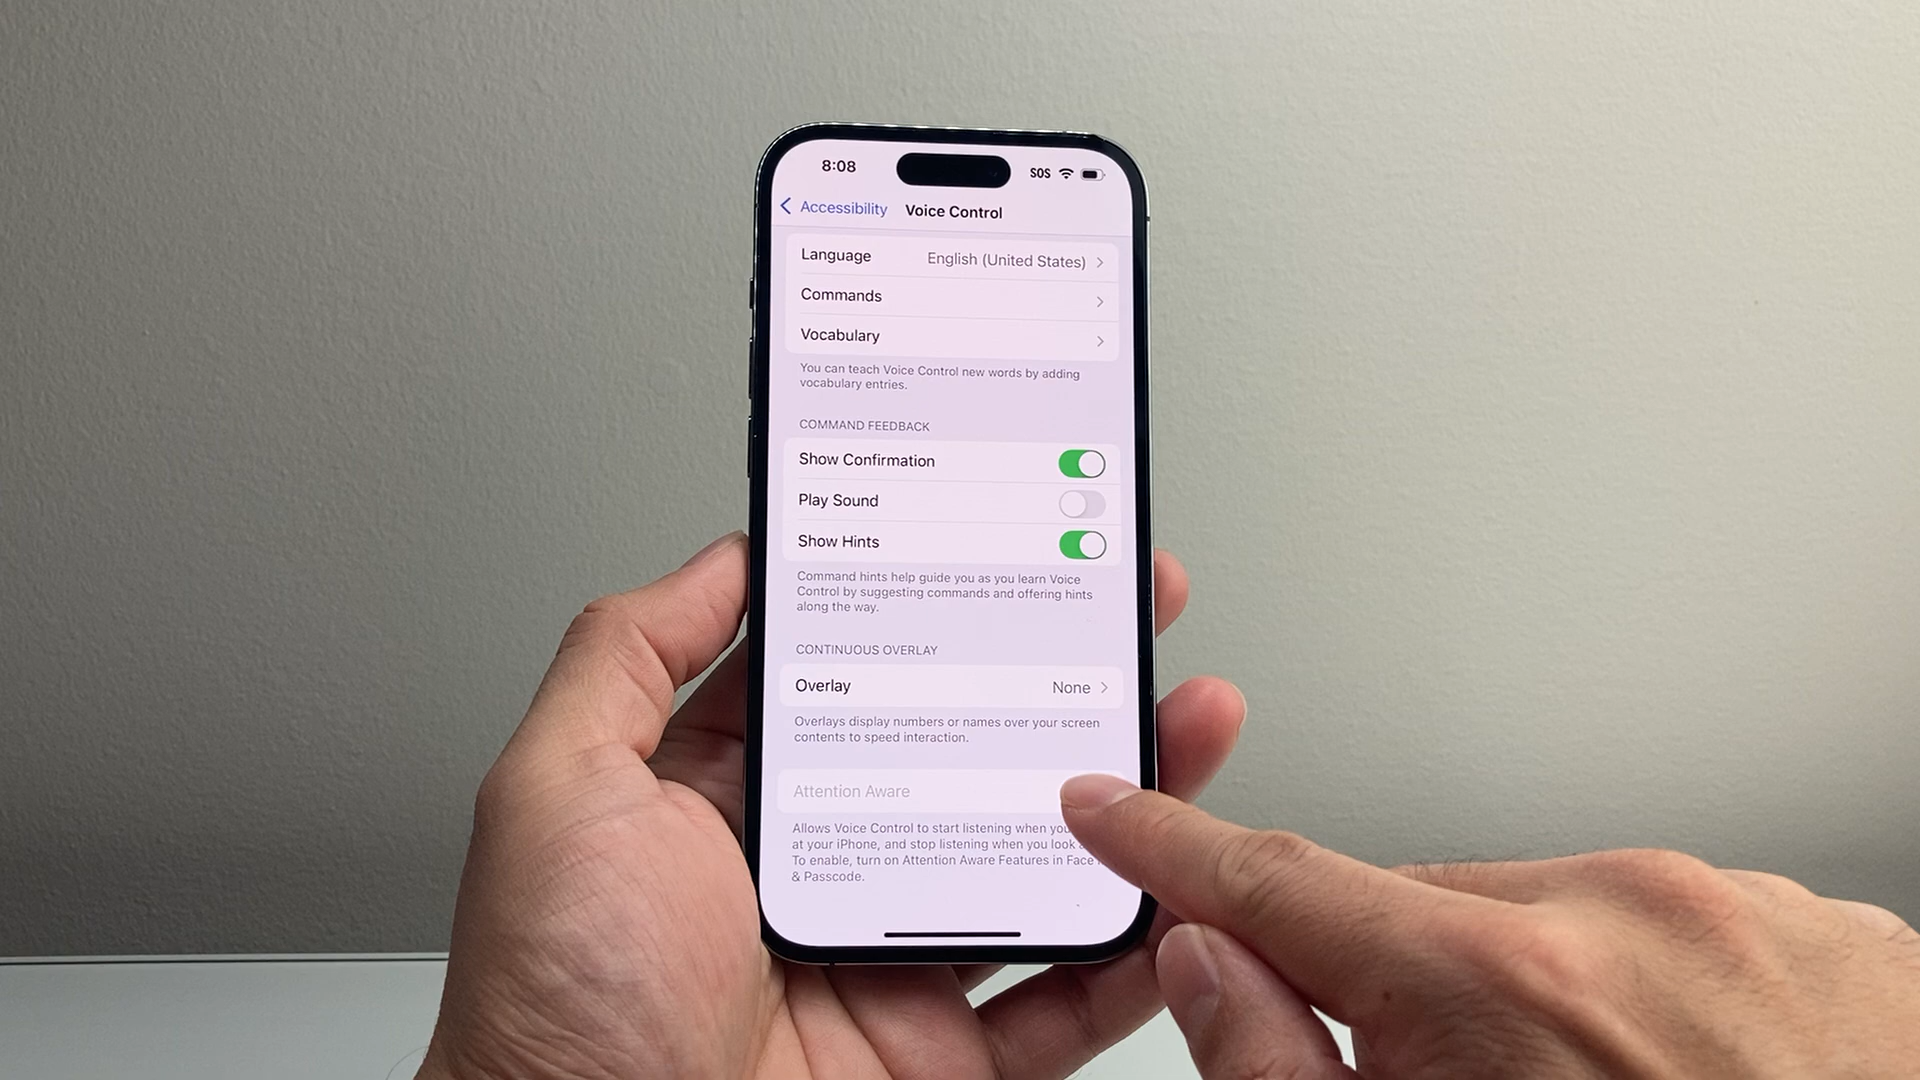 8:08
SOS
Accessibility
Voice Control
Language English (United States)
Commands
Vocabulary
You can teach Voice Control new words by adding
vocabulary entries.
COMMAND FEEDBACK
Show Confirmation
Play Sound
Show Hints
Command hints help guide you as you learn Voice
Control by suggesting commands and offering hints
along the way.
CONTINUOUS OVERLAY
Overlay None
Overlays display numbers or names over your screen
contents to speed interaction.
Attention Aware
Allows Voice Control to start listening when you
at your iPhone, and stop listening when you look
To enable, turn on Attention Aware Features in Face
& Passcode.